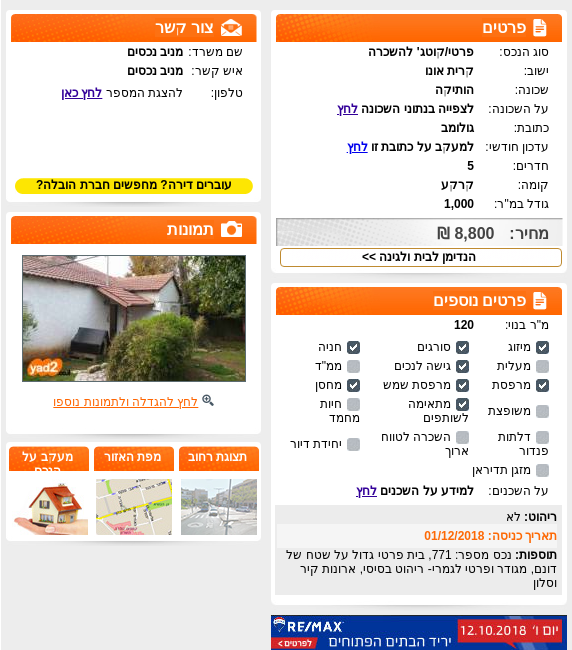 פרטים
סוג הנכס: פרטי/קוטג' להשכרה
ישוב: קרית אונו
שכונה: הותיקה
על השכונה: לצפייה בנתוני השכונה לחץ
כתובת: גולומב
עדכון חודשי: למעקב על כתובת זו לחץ
חדרים: 5
קומה: קרקע
גודל במ"ר: 1,000
מחיר: 8,800 ₪
הנדימן לבית ולגינה >>
פרטים נוספים
מ"ר בנוי: 120
מיזוג סורגים חניה
מעלית גישה לנכים ממ"ד
מרפסת מרפסת שמש מחסן
משופצת מתאימה לשותפים חיות מחמד
דלתות פנדור השכרה לטווח ארוך יחידת דיור
מזגן תדיראן
על השכנים: למידע על השכנים לחץ
ריהוט: לא
תאריך כניסה: 01/12/2018
תוספות: נכס מספר: 771, בית פרטי גדול על שטח של
דונם, מגודר ופרטי לגמרי- ריהוט בסיסי, ארונות קיר
וסלון
RE/MAX
יום ו' 12.10.2018
יריד הבתים הפתוחים
לפרטים >
צור קשר
שם משרד: מניב נכסים
איש קשר: מניב נכסים
טלפון: להצגת המספר לחץ כאן
עוברים דירה? מחפשים חברת הובלה?
תמונות
yad2
לחץ להגדלה ולתמונות נוספו
תצוגת רחוב
מפת האזור
מעקב על
הנכס